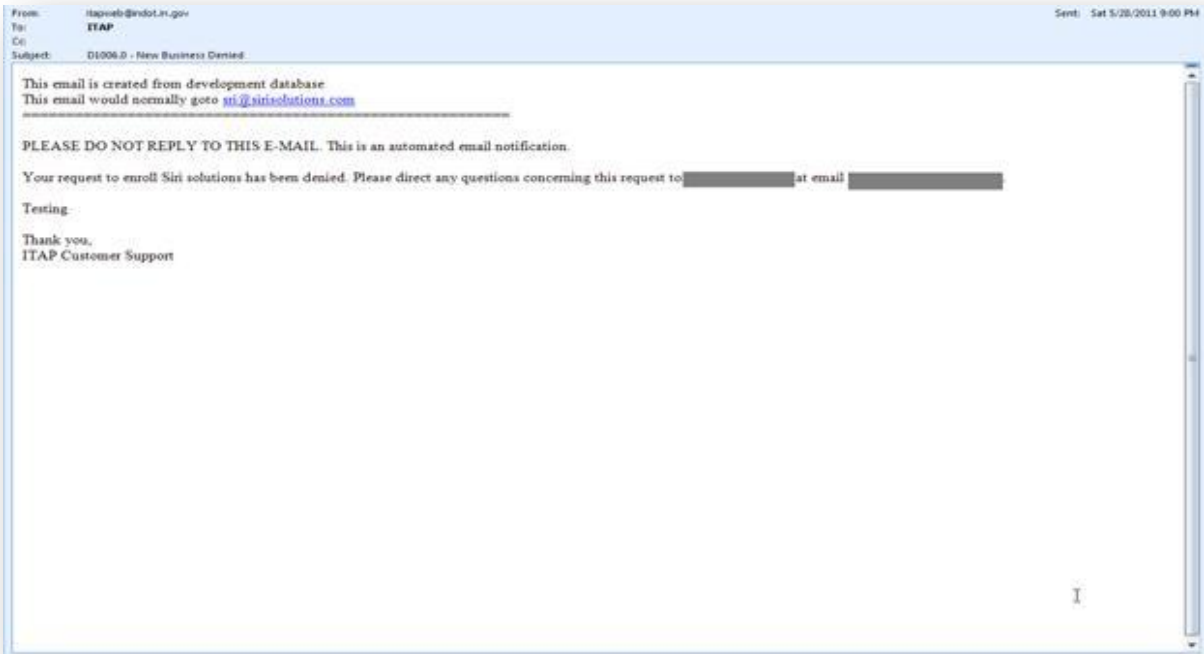 From: itapweb@indot.in.gov Sent: Sat 5/28/2011 9:00 PM
To: ITAP
Cc:
Subject: D1006.0 - New Business Denied
This email is created from development database
This email would normally goto sri@sirisolutions.com
========================================================
PLEASE DO NOT REPLY TO THIS E-MAIL. This is an automated email notification.
Your request to enroll Siri solutions has been denied. Please direct any questions concerning this request to at email .
Testing
Thank you,
ITAP Customer Support